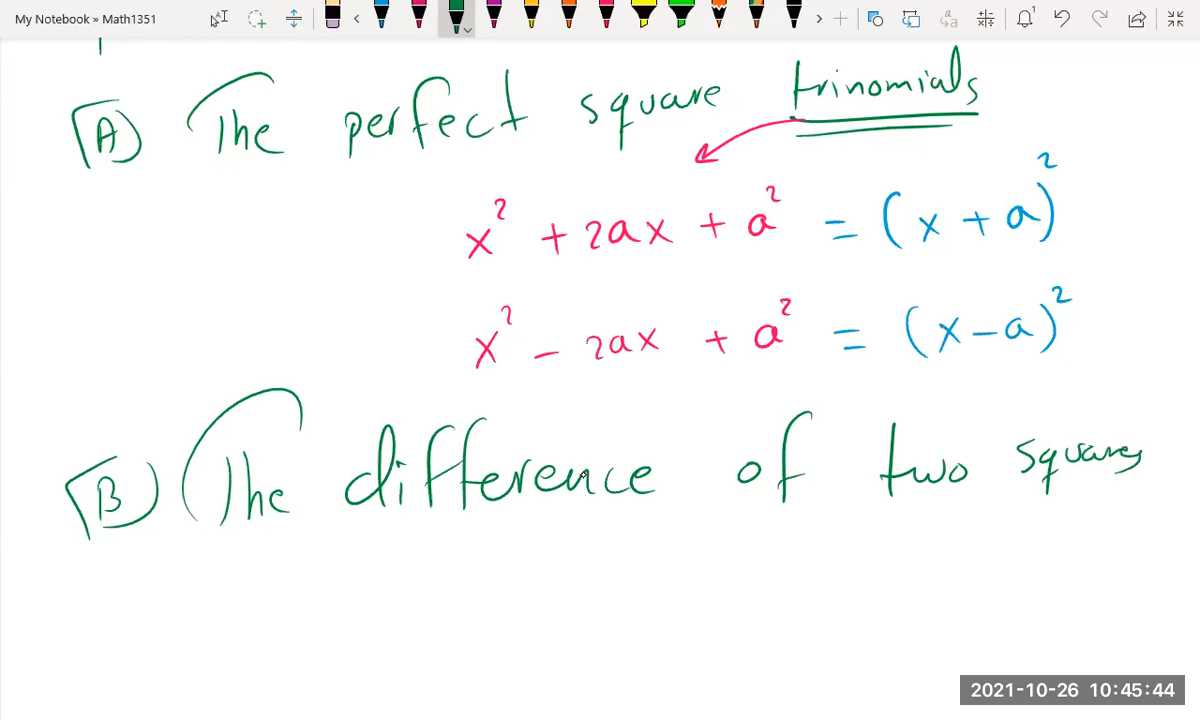 My Notebook » Math1351
A) The perfect square trinomials
x² + 2ax + a² = (x + a)²
x² - 2ax + a² = (x - a)²
B) The difference of two squares
2021-10-26 10:45:44